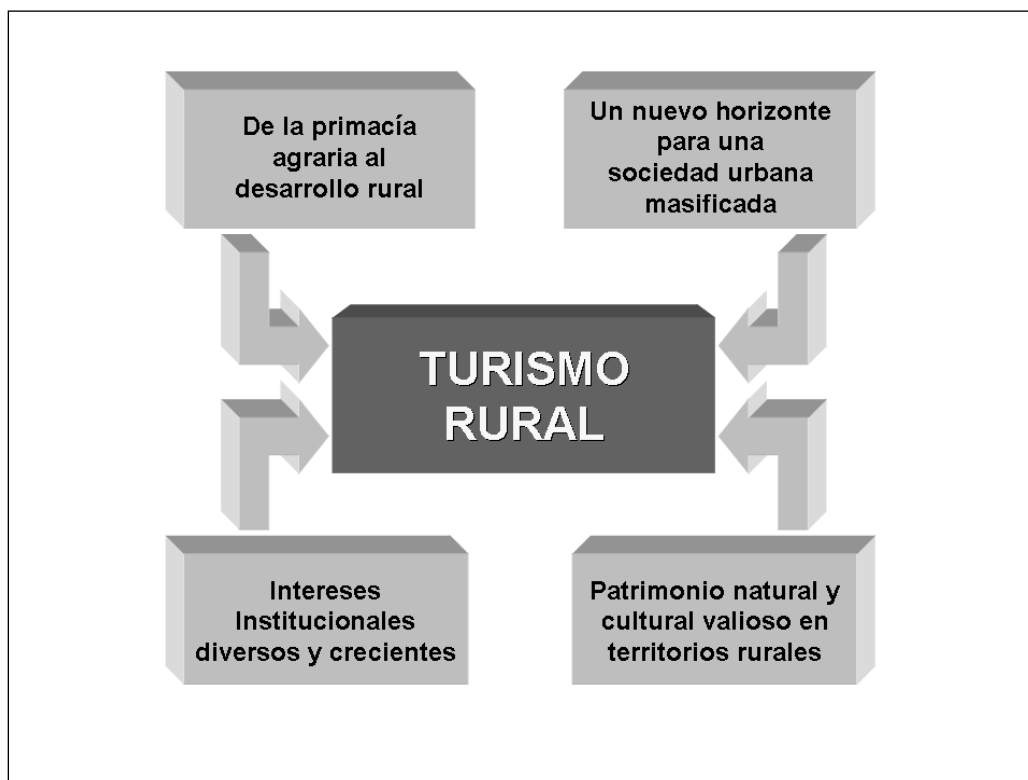 De la primacía
agraria al
desarrollo rural
Un nuevo horizonte
para una
sociedad urbana
masificada
TURISMO
RURAL
Intereses
Institucionales
diversos y crecientes
Patrimonio natural y
cultural valioso en
territorios rurales